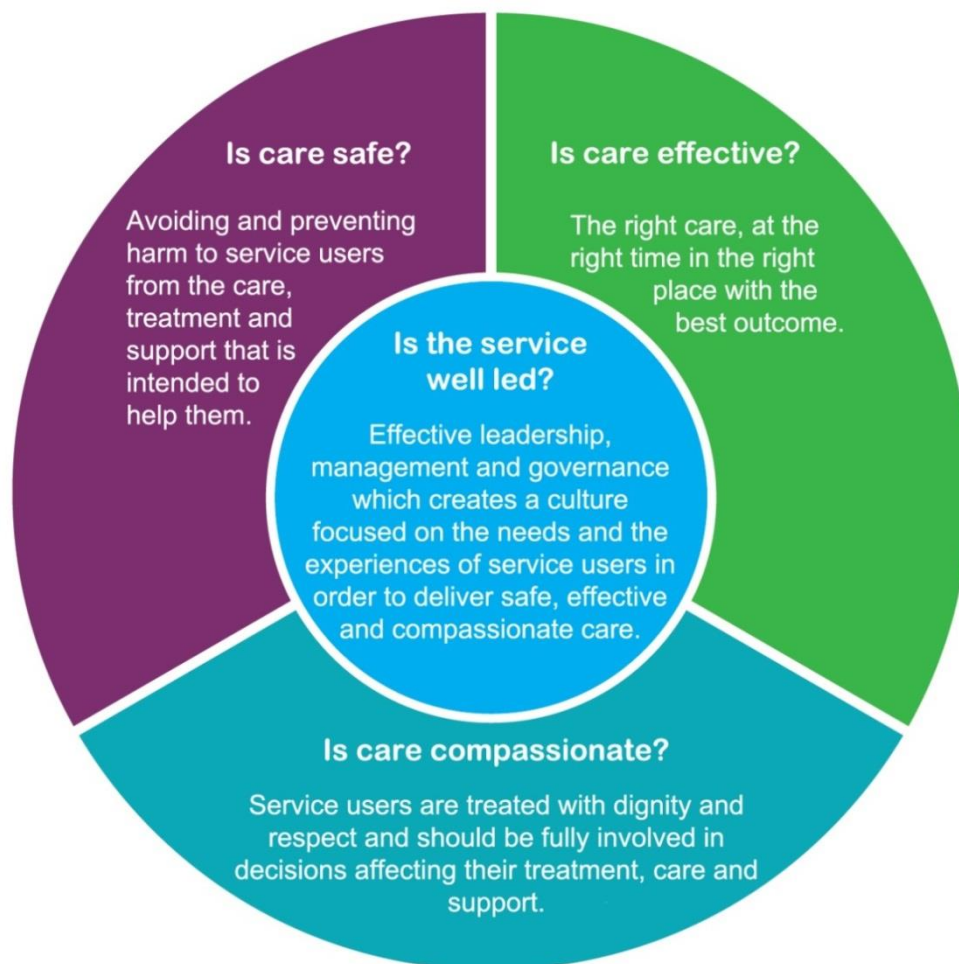 Is care safe?
Avoiding and preventing
harm to service users
from the care,
treatment and
support that is
intended to
help them.
Is care effective?
The right care, at the
right time in the right
place with the
best outcome.
Is the service
well led?
Effective leadership,
management and governance
which creates a culture
focused on the needs and the
experiences of service users in
order to deliver safe, effective
and compassionate care.
Is care compassionate?
Service users are treated with dignity and
respect and should be fully involved in
decisions affecting their treatment, care and
support.